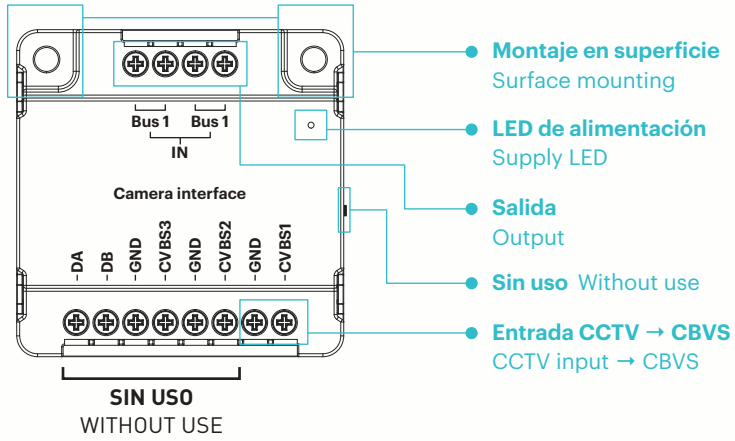 Montaje en superficie
Surface mounting
LED de alimentación
Supply LED
Salida
Output
Sin uso Without use
Entrada CCTV → CBVS
CCTV input → CBVS
Bus 1 Bus 1
IN
Camera interface
DA
DB
GND
CVBS3
GND
CVBS2
GND
CVBS1
SIN USO
WITHOUT USE